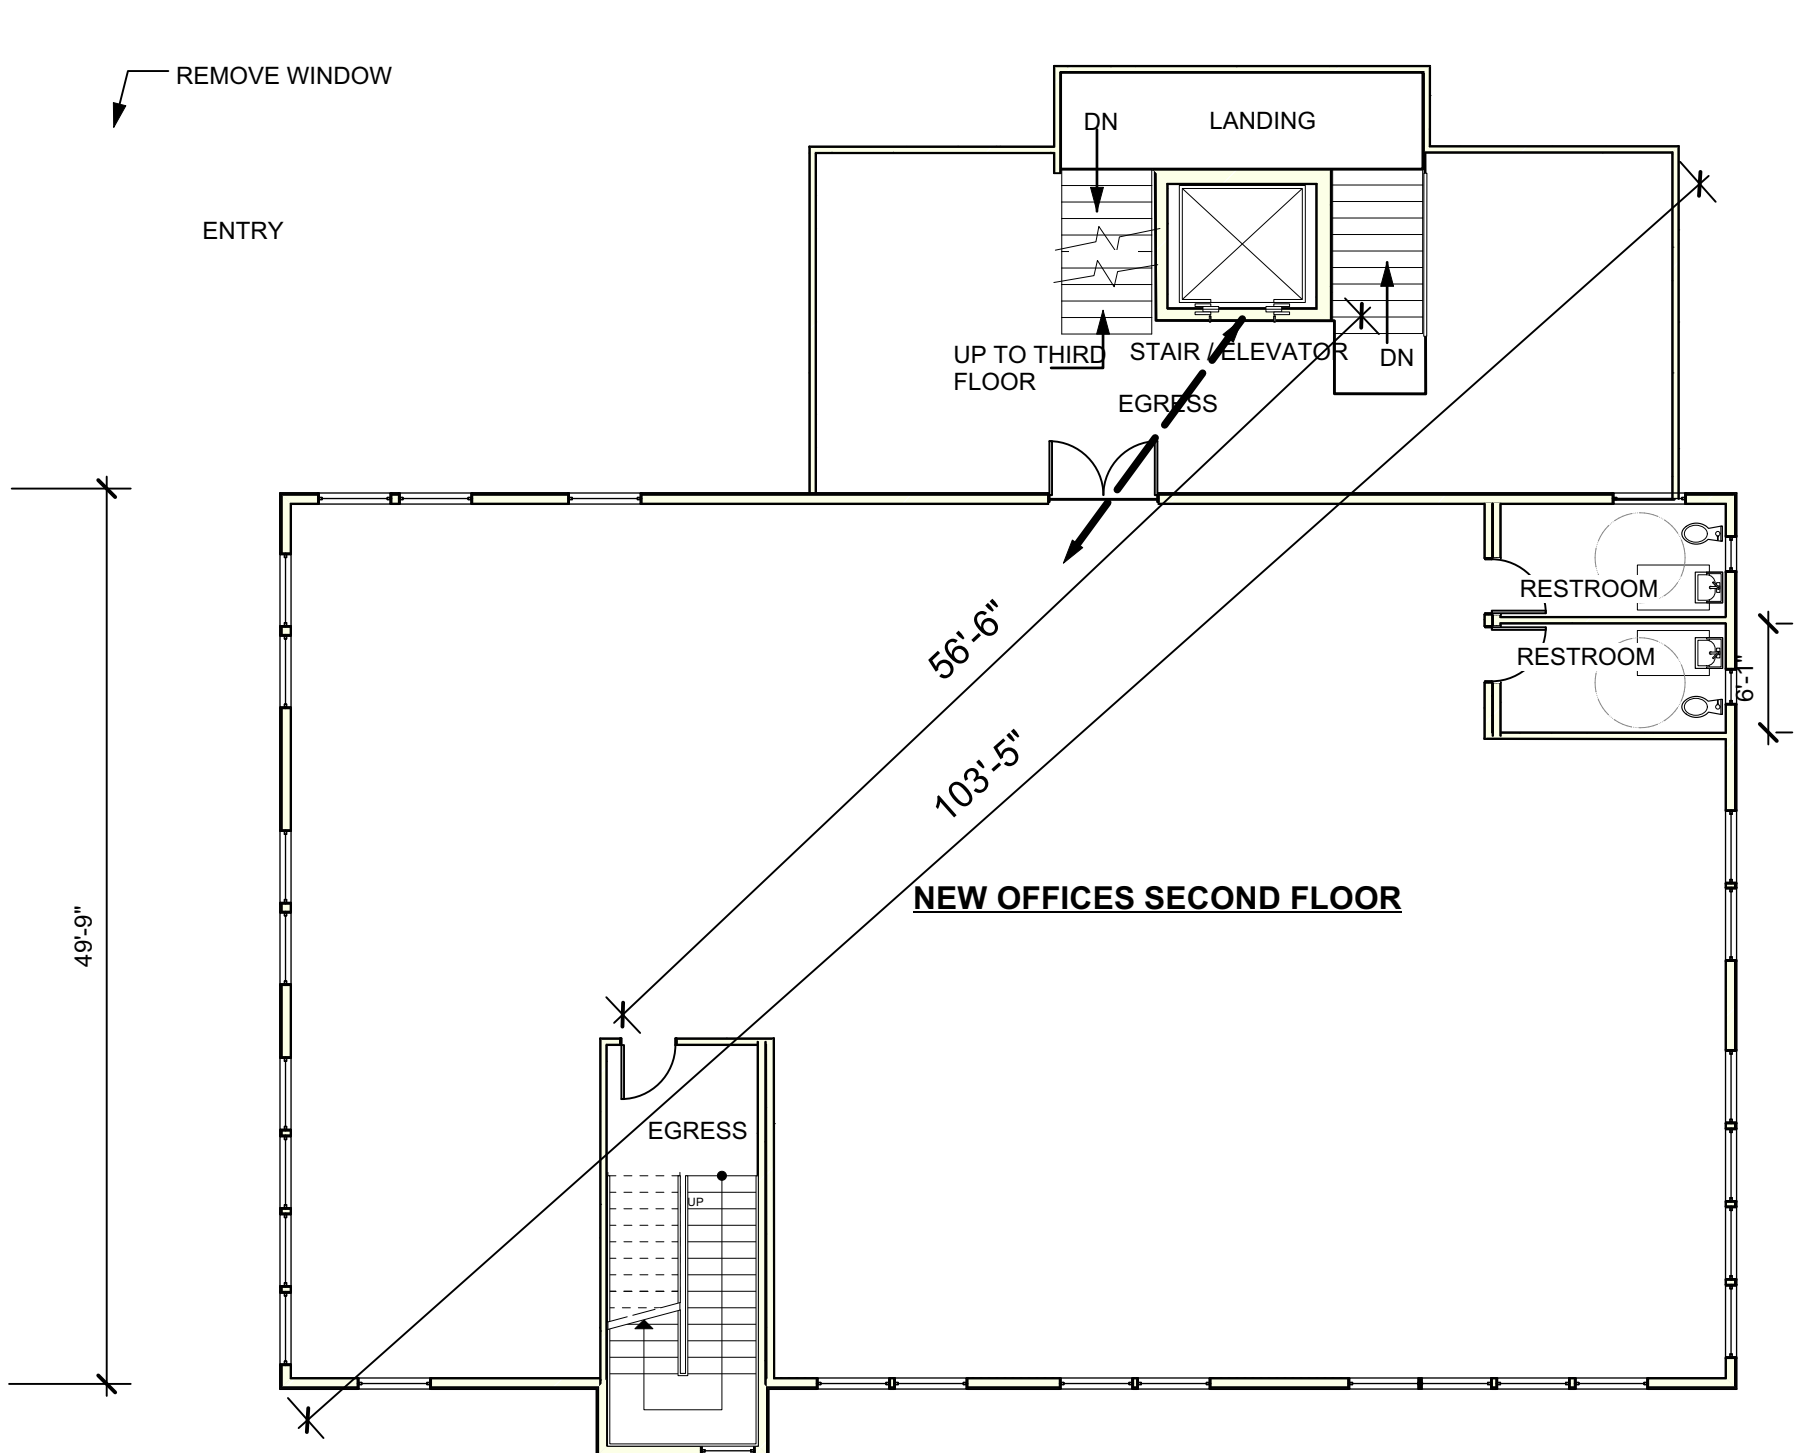 REMOVE WINDOW
DN
LANDING
ENTRY
UP TO THIRD
FLOOR
STAIR / ELEVATOR
DN
EGRESS
RESTROOM
56'-6"
RESTROOM
6'-1"
103'-5"
NEW OFFICES SECOND FLOOR
49'-9"
EGRESS
UP